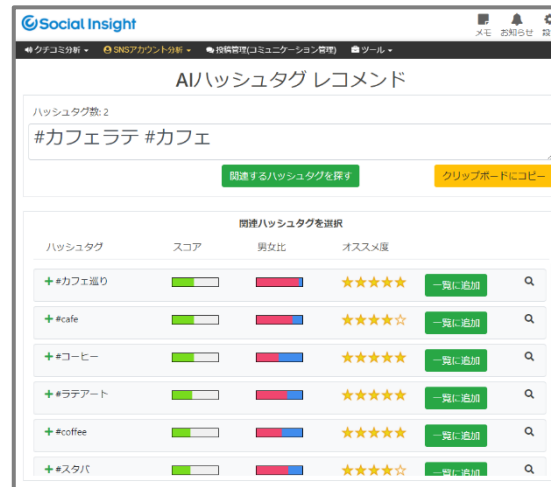 Social Insight
メモ お知らせ 設
クチコミ分析 SNSアカウント分析 投稿管理(コミュニケーション管理) ツール
AIハッシュタグ レコメンド
ハッシュタグ数: 2
#カフェラテ #カフェ
関連するハッシュタグを探す クリップボードにコピー
関連ハッシュタグを選択
ハッシュタグ スコア 男女比 オススメ度
+ #カフェ巡り 一覧に追加
+ #cafe 一覧に追加
+ #コーヒー 一覧に追加
+ #ラテアート 一覧に追加
+ #coffee 一覧に追加
+ #スタバ 一覧に追加